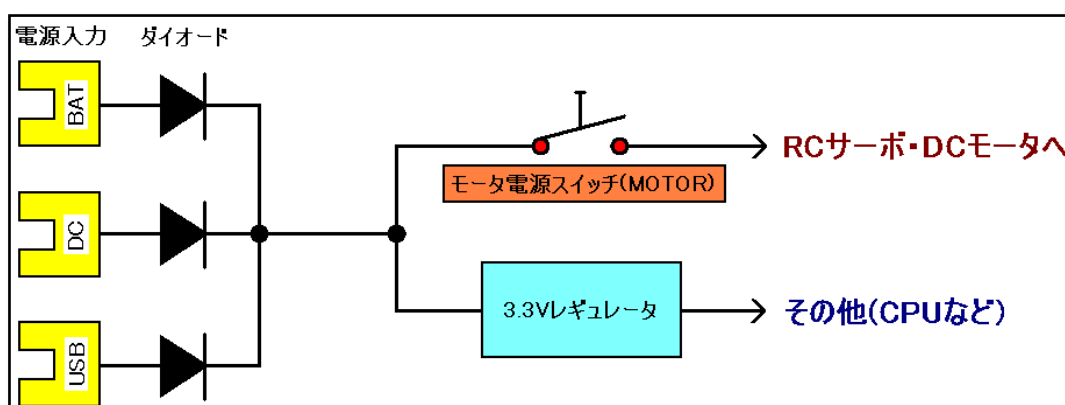 電源入力
ダイオード
BAT
RCサーボ・DCモータへ
モータ電源スイッチ(MOTOR)
DC
3.3Vレギュレータ
その他(CPUなど)
USB